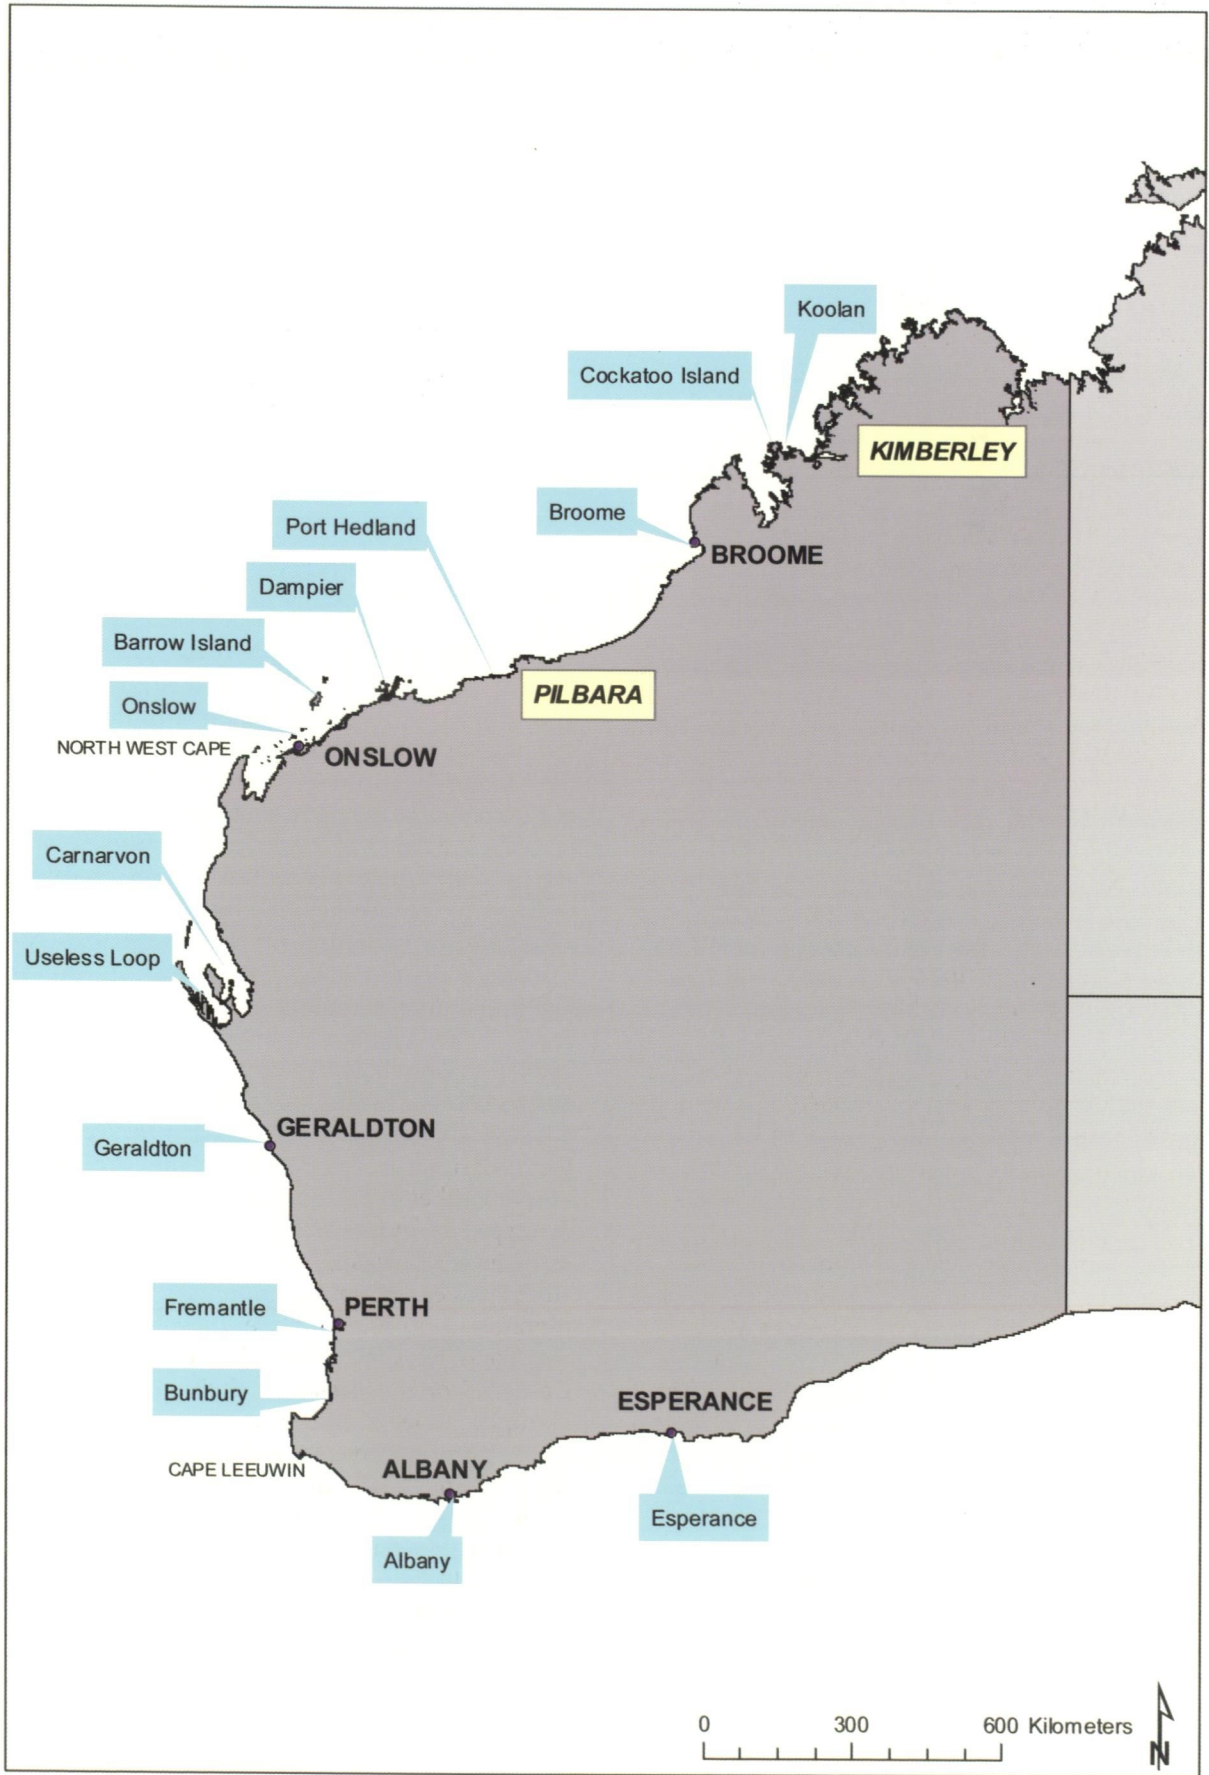 Koolan
Cockatoo Island
KIMBERLEY
Broome
Port Hedland
BROOME
Dampier
Barrow Island
PILBARA
Onslow
NORTH WEST CAPE
ONSLOW
Carnarvon
Useless Loop
GERALDTON
Geraldton
Fremantle
PERTH
Bunbury
ESPERANCE
CAPE LEEUWIN
ALBANY
Esperance
Albany
0 300 600 Kilometers
N